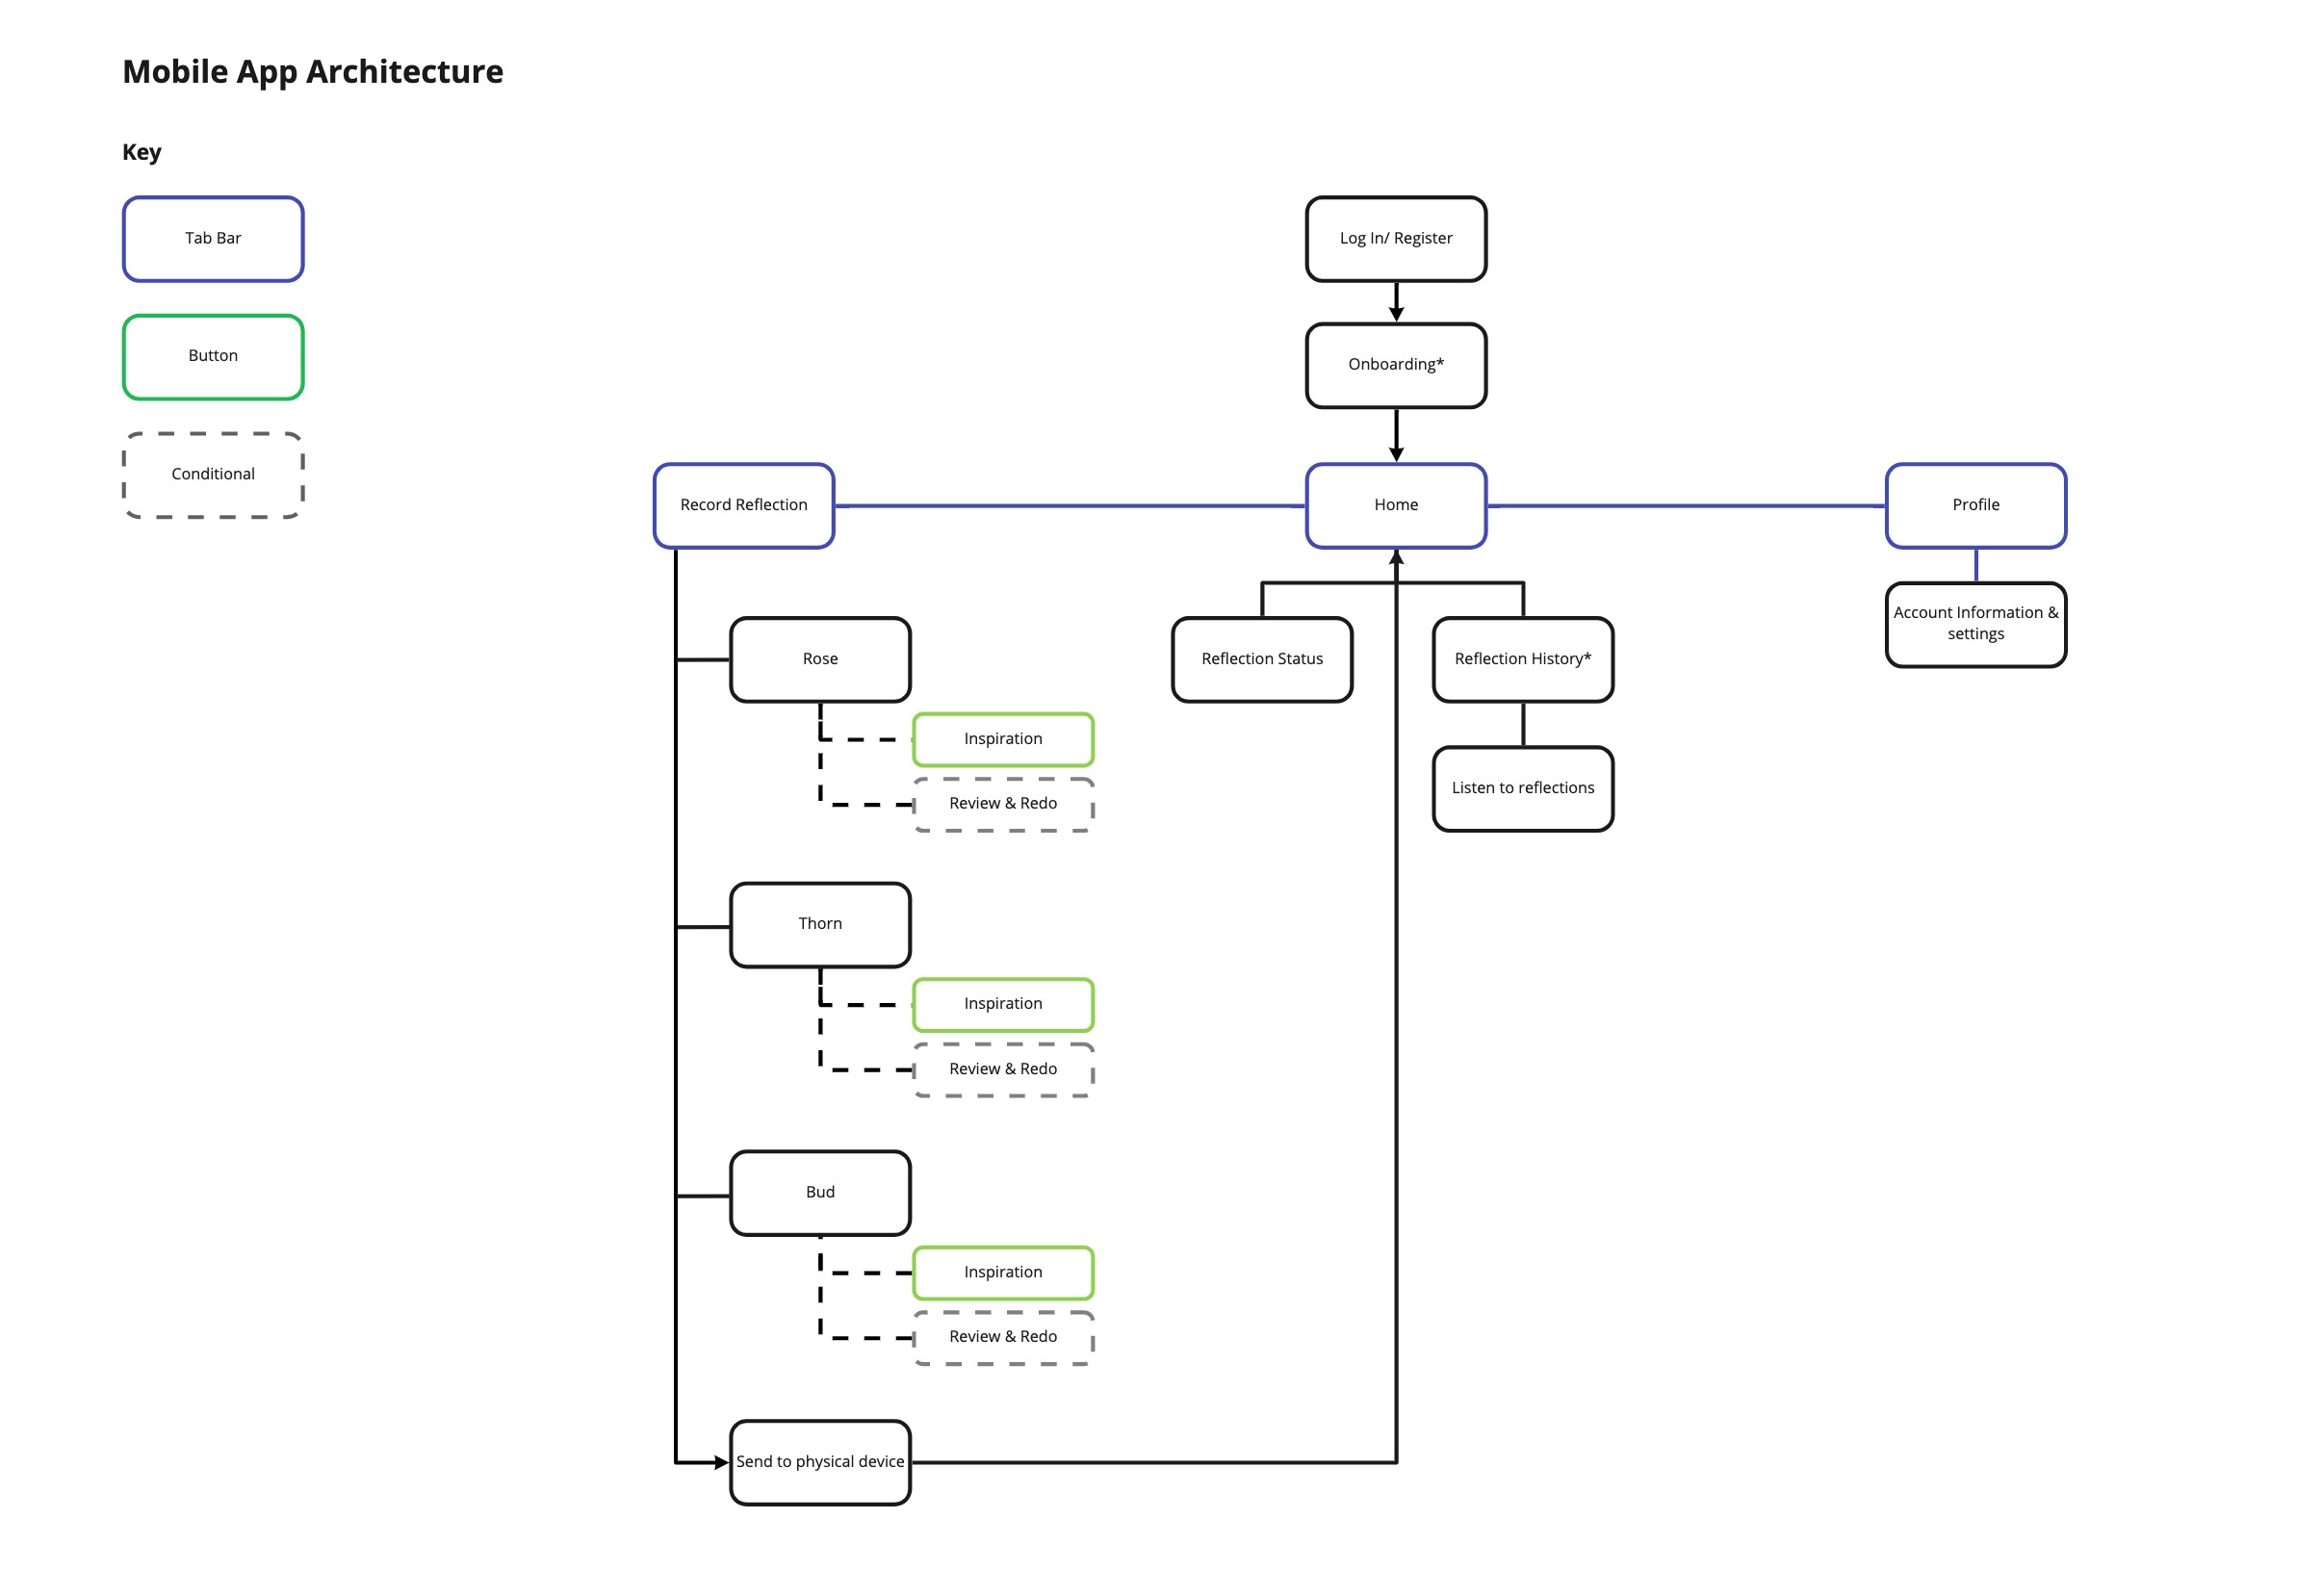 Mobile App Architecture
Key
Tab Bar
Button
Conditional
Log In/ Register
Onboarding*
Record Reflection
Home
Profile
Account Information &
settings
Reflection Status
Reflection History*
Listen to reflections
Rose
Inspiration
Review & Redo
Thorn
Inspiration
Review & Redo
Bud
Inspiration
Review & Redo
Send to physical device